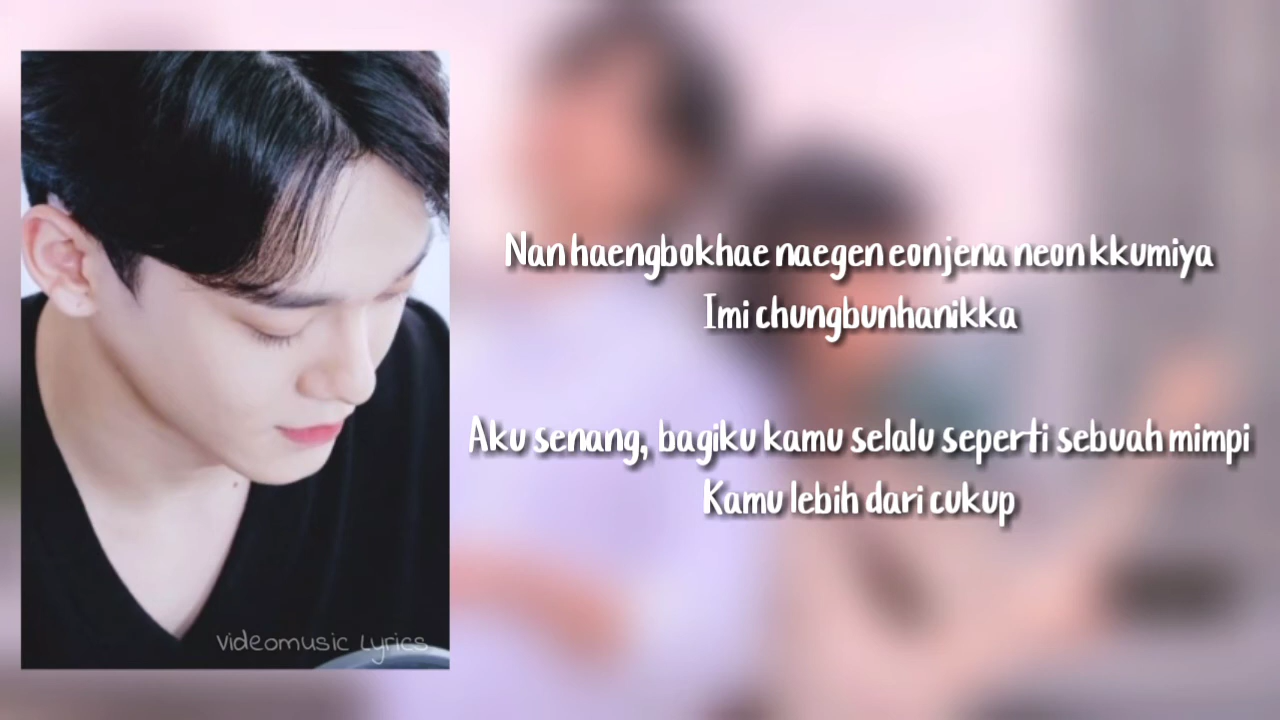 Nan haengbokhae naegen eonjena neon kkumiya
Imi chungbunhanikka
Aku senang, bagiku kamu selalu seperti sebuah mimpi
Kamu lebih dari cukup
Videomusic Lyrics